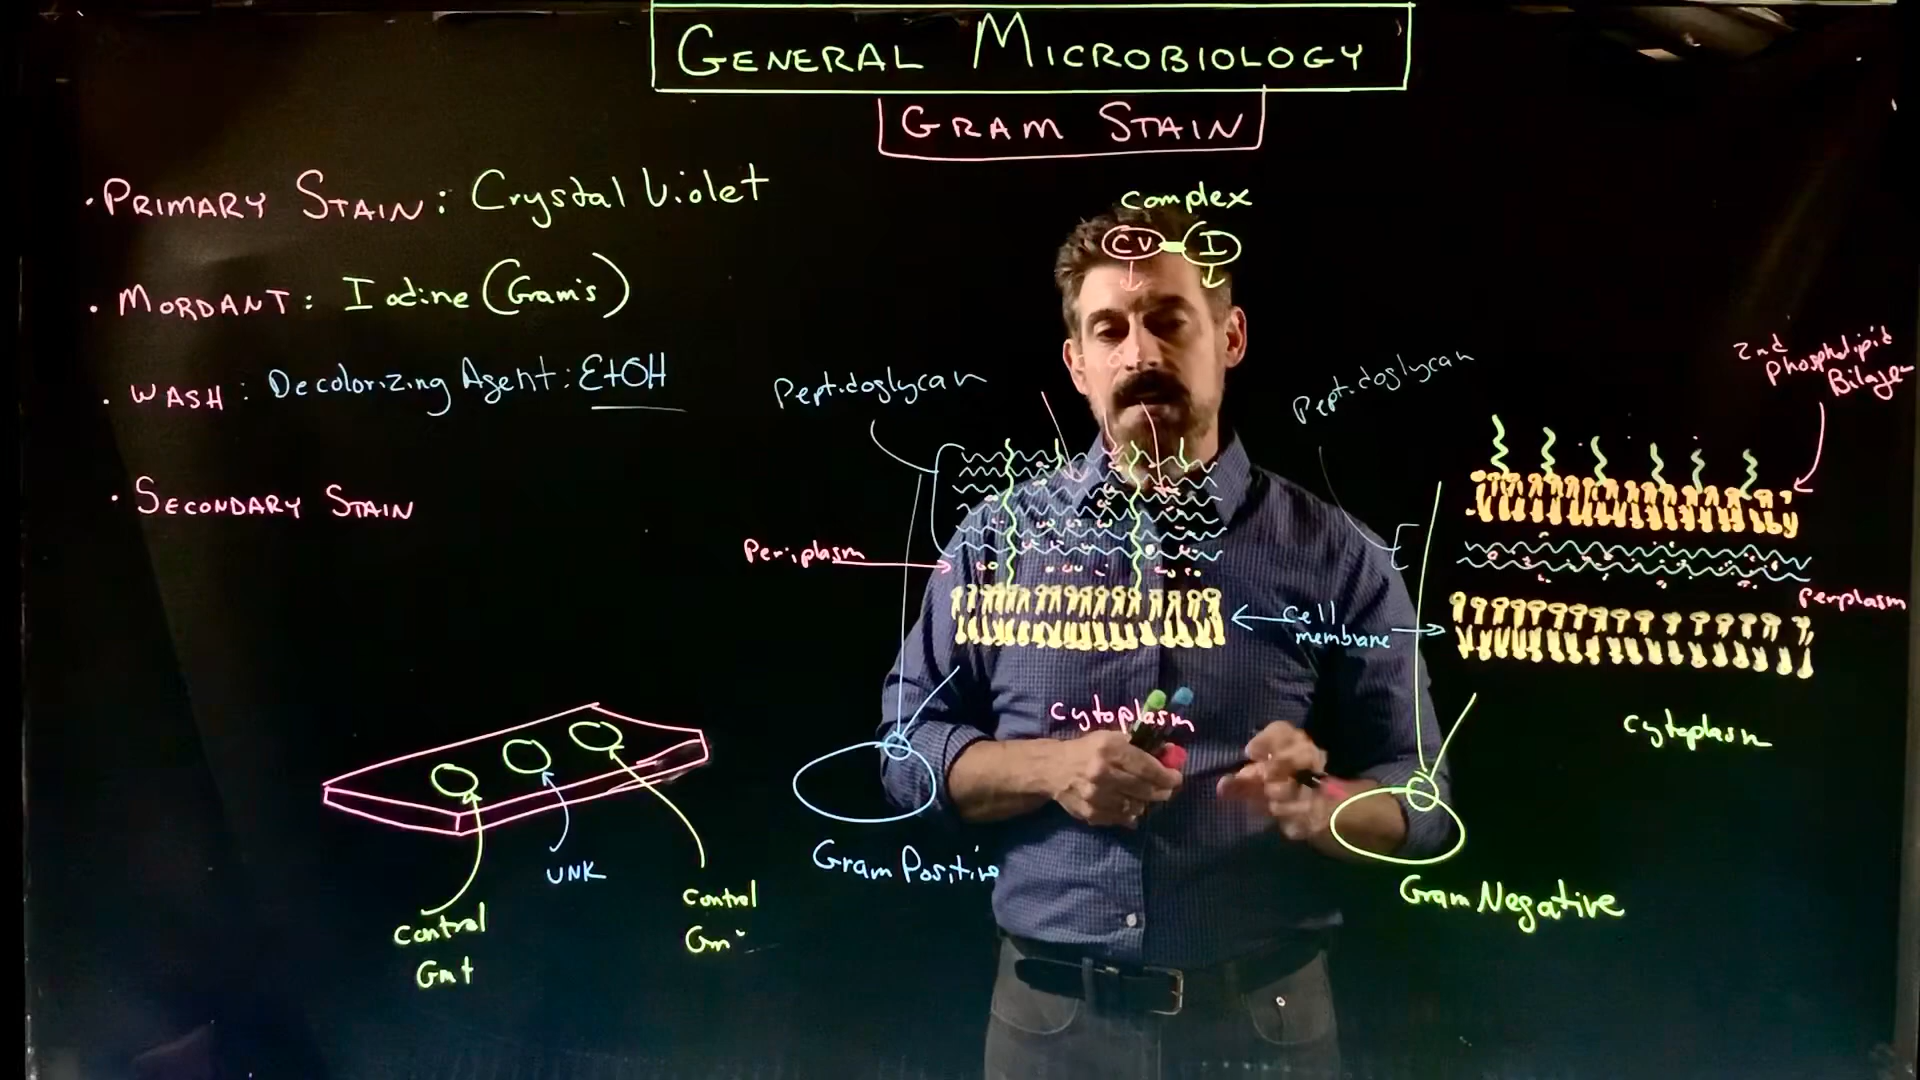 GENERAL MICROBIOLOGY
GRAM STAIN
• PRIMARY STAIN: Crystal Violet
• MORDANT: Iodine (Gram's)
• WASH: Decolorizing Agent: EtOH
• SECONDARY STAIN
Complex
CV I
Peptidoglycan
Periplasm
cell
membrane
cytoplasm
Gram Positive
Peptidoglycan
2nd
Phospholipid
Bilayer
Periplasm
cytoplasm
Gram Negative
UNK
control
Gm+
control
Gm-